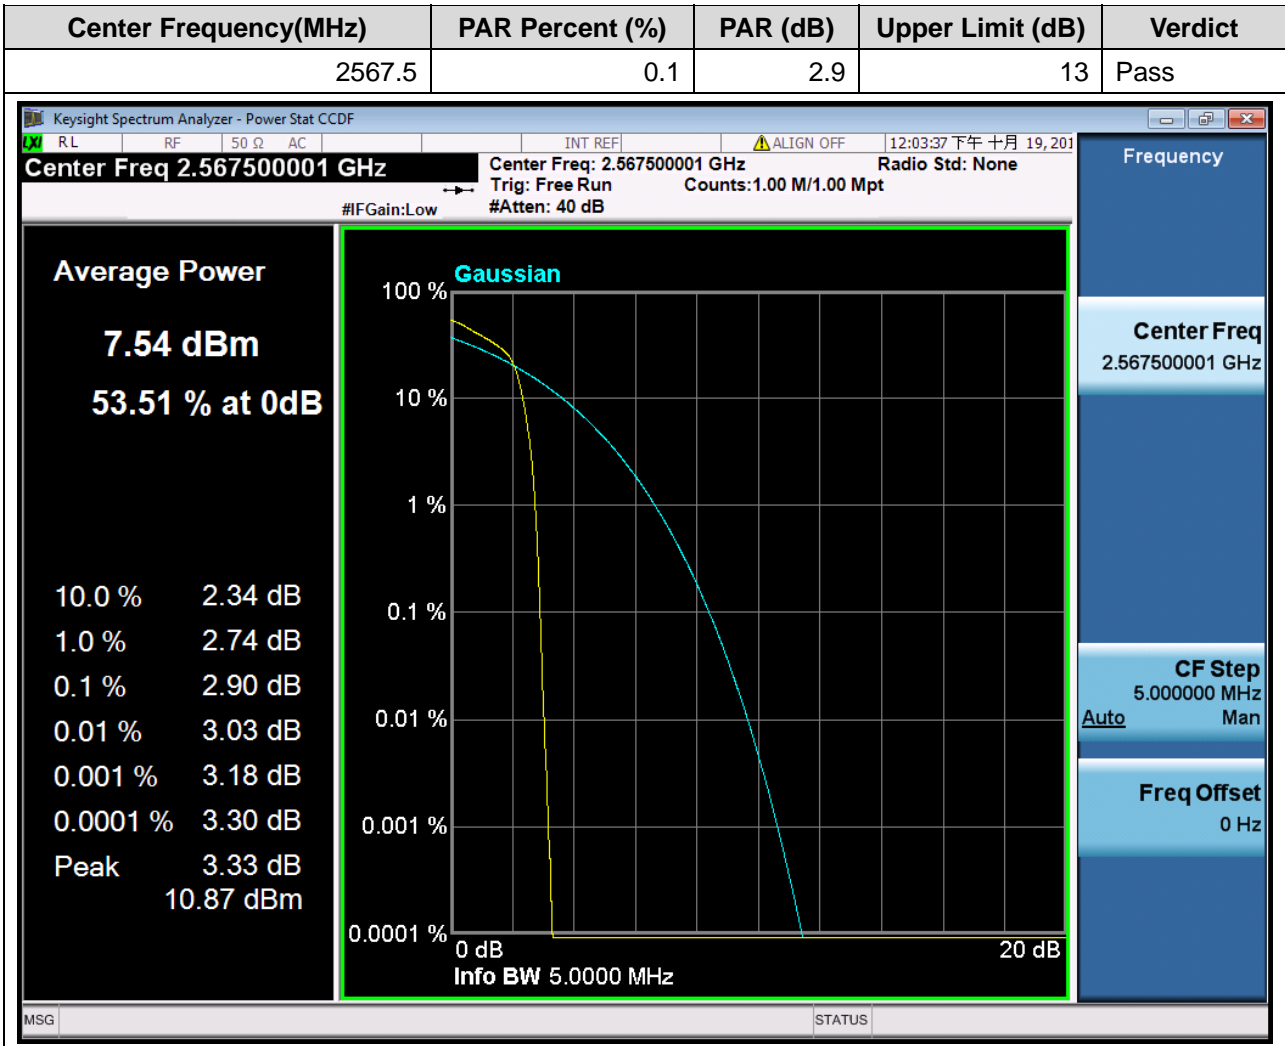 Center Frequency(MHz) PAR Percent (%) PAR (dB) Upper Limit (dB) Verdict
2567.5 0.1 2.9 13 Pass
Keysight Spectrum Analyzer - Power Stat CCDF
LXI RL RF 50 Ω AC INT REF ALIGN OFF 12:03:37 下午 十月 19, 201
Center Freq 2.567500001 GHz
Center Freq: 2.567500001 GHz Radio Std: None
Trig: Free Run Counts:1.00 M/1.00 Mpt
#IFGain:Low #Atten: 40 dB
Frequency
Average Power
7.54 dBm
53.51 % at 0dB
10.0 % 2.34 dB
1.0 % 2.74 dB
0.1 % 2.90 dB
0.01 % 3.03 dB
0.001 % 3.18 dB
0.0001 % 3.30 dB
Peak 3.33 dB
10.87 dBm
Gaussian
100 %
10 %
1 %
0.1 %
0.01 %
0.001 %
0.0001 %
0 dB 20 dB
Info BW 5.0000 MHz
Center Freq
2.567500001 GHz
CF Step
5.000000 MHz
Auto Man
Freq Offset
0 Hz
MSG STATUS